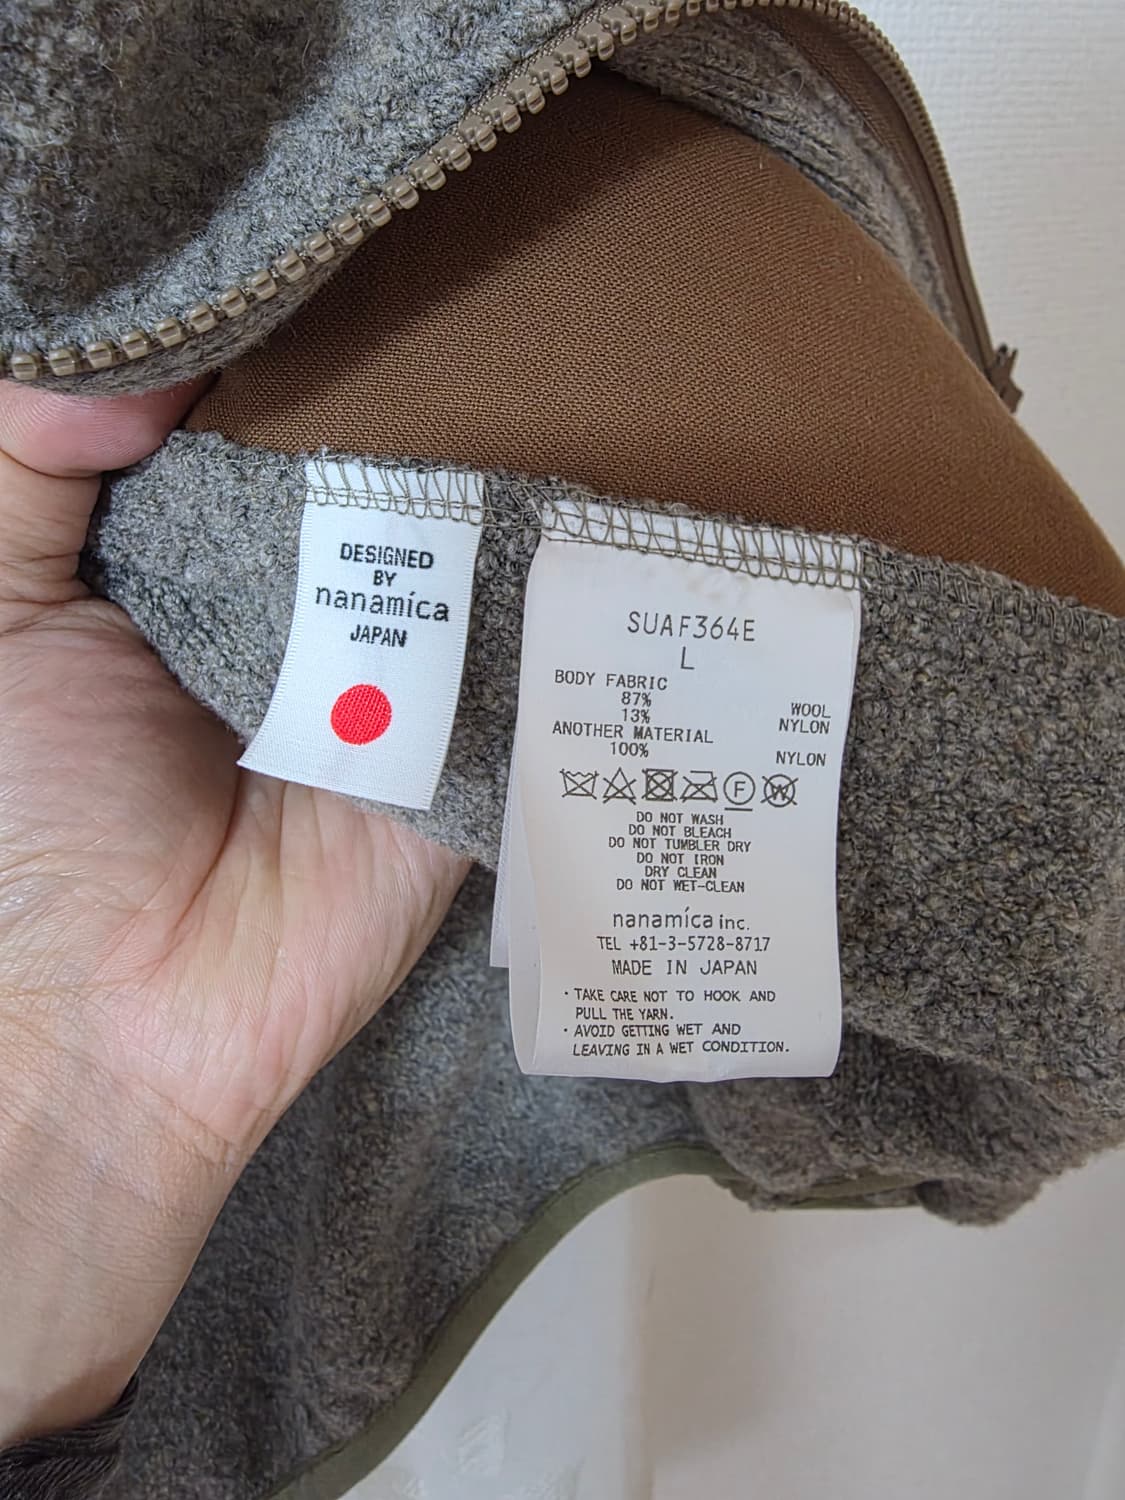 DESIGNED
BY
nanamíca
JAPAN
SUAF364E
L
BODY FABRIC
87% WOOL
13% NYLON
ANOTHER MATERIAL
100% NYLON
F W
DO NOT WASH
DO NOT BLEACH
DO NOT TUMBLER DRY
DO NOT IRON
DRY CLEAN
DO NOT WET-CLEAN
nanamíca inc.
TEL +81-3-5728-8717
MADE IN JAPAN
・TAKE CARE NOT TO HOOK AND
PULL THE YARN.
・AVOID GETTING WET AND
LEAVING IN A WET CONDITION.